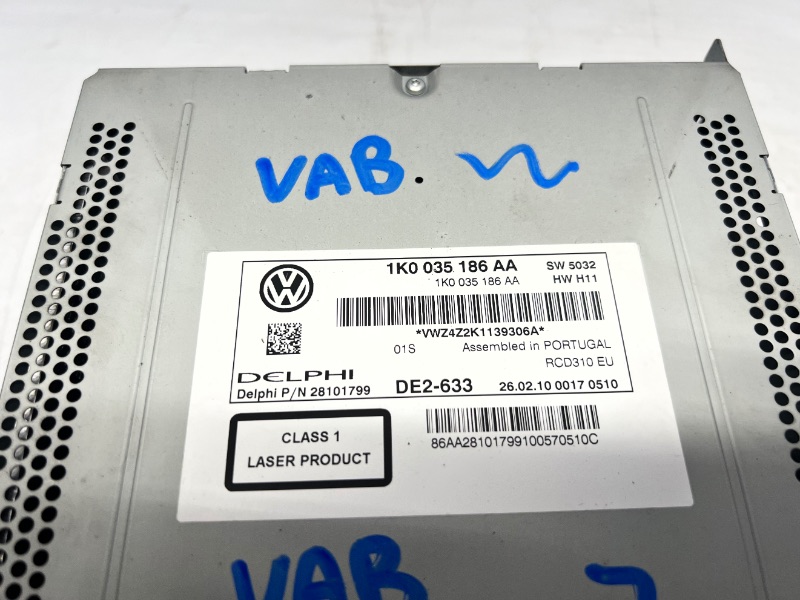 VAB.
1K0 035 186 AA SW 5032
1K0 035 186 AA HW H11
*VWZ4Z2K1139306A*
01S Assembled in PORTUGAL
RCD310 EU
DELPHI
Delphi P/N 28101799 DE2-633 26.02.10 0017 0510
CLASS 1
LASER PRODUCT
86AA28101799100570510C
VAB